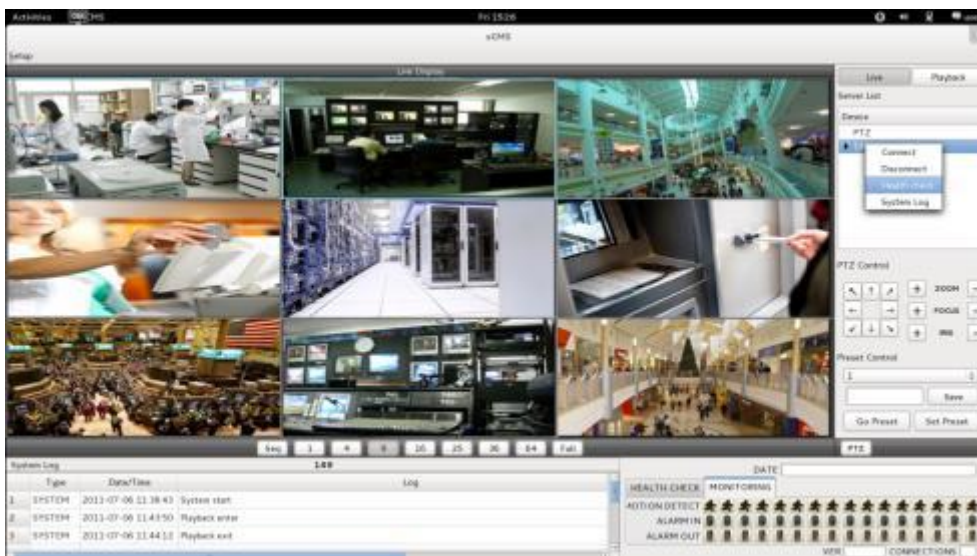 Activities CMS Fri 15:26
Setup
Live Display
Live Playback
Server List
Device
PTZ
Connect
Disconnect
Health check
System Log
PTZ Control
ZOOM
FOCUS
IRIS
Preset Control
1
Save
Go Preset Set Preset
Seq 1 4 9 16 25 36 64 Full PTZ
System Log 1/49
DATE
Type Date/Time Log
HEALTH CHECK MONITORING
1 SYSTEM 2011-07-06 11:38:43 System start
MOTION DETECT
2 SYSTEM 2011-07-06 11:43:50 Playback enter
ALARM IN
3 SYSTEM 2011-07-06 11:44:12 Playback exit
ALARM OUT
VER CONNECTIONS